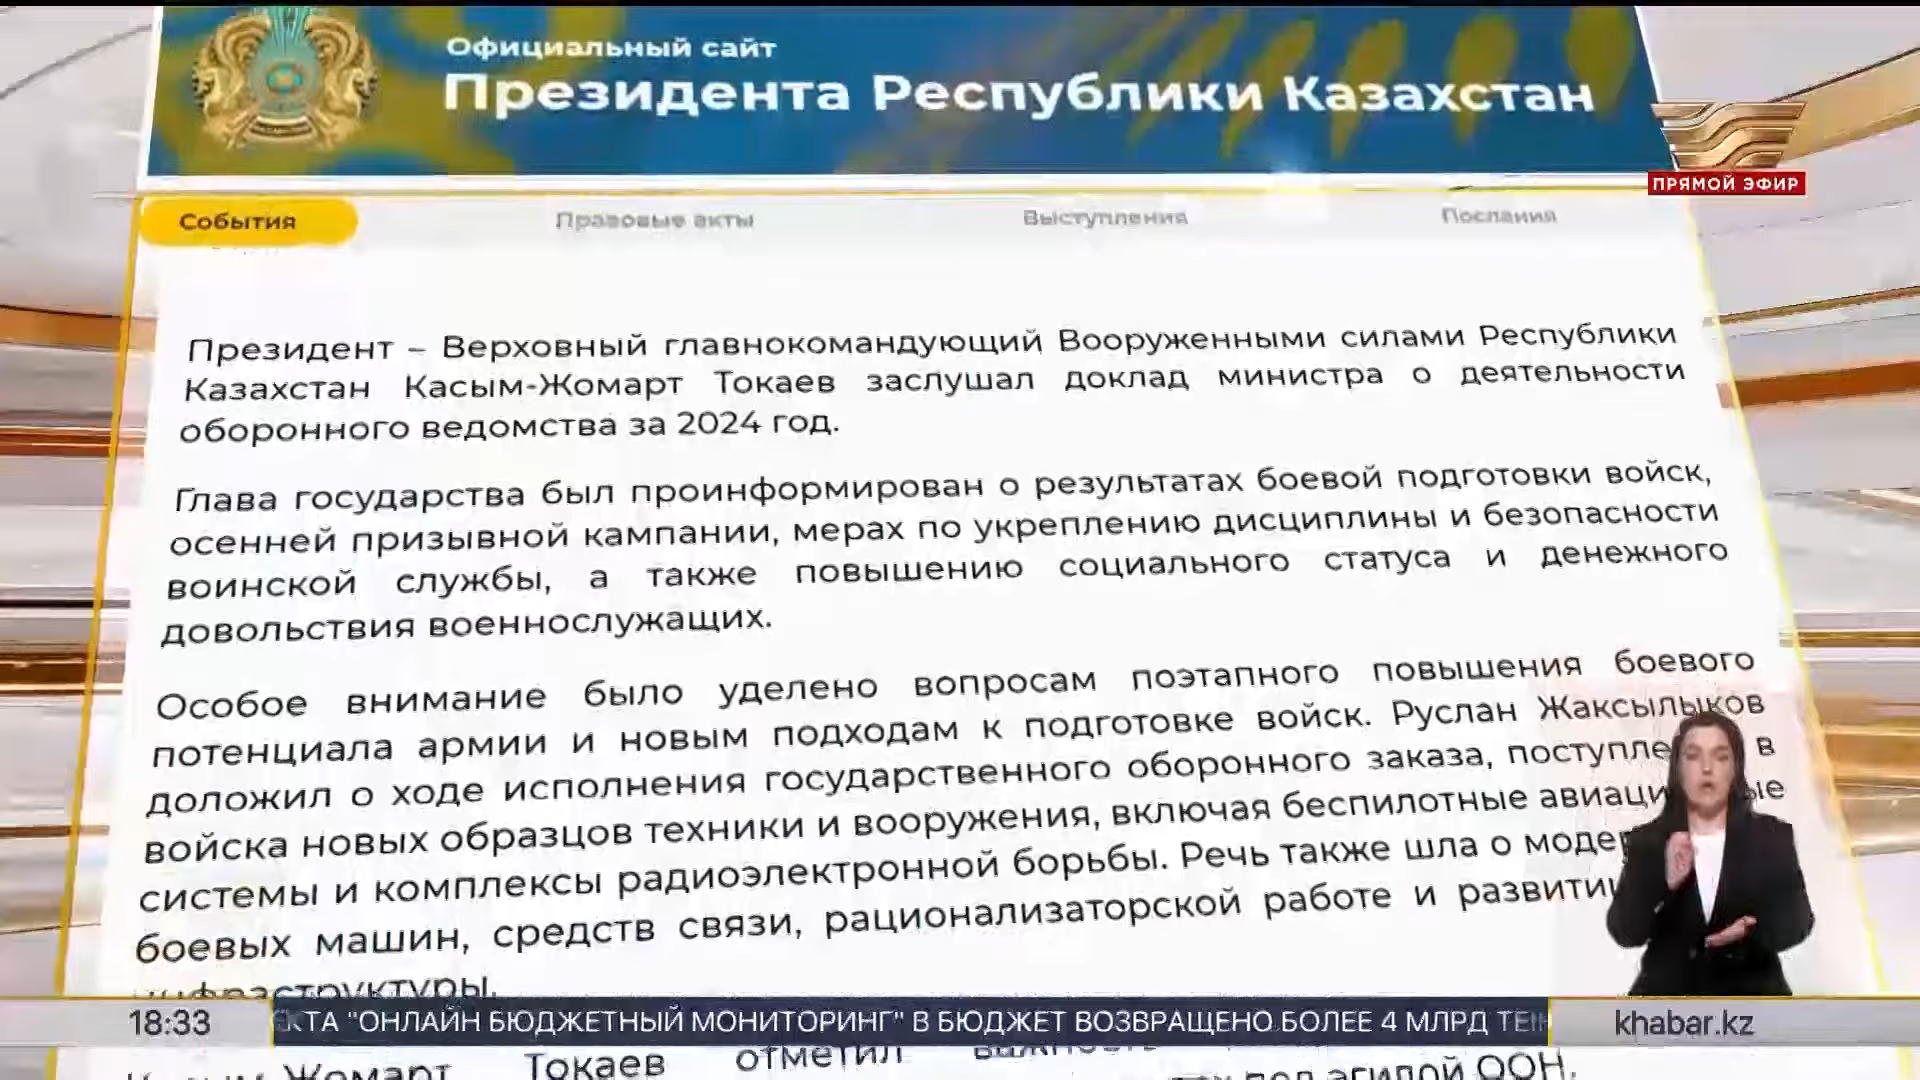 Официальный сайт
Президента Республики Казахстан
ПРЯМОЙ ЭФИР
События Правовые акты Выступления Послания
Президент – Верховный главнокомандующий Вооруженными силами Республики
Казахстан Касым-Жомарт Токаев заслушал доклад министра о деятельности
оборонного ведомства за 2024 год.
Глава государства был проинформирован о результатах боевой подготовки войск,
осенней призывной кампании, мерах по укреплению дисциплины и безопасности
воинской службы, а также повышению социального статуса и денежного
довольствия военнослужащих.
Особое внимание было уделено вопросам поэтапного повышения боевого
потенциала армии и новым подходам к подготовке войск. Руслан Жаксылыков
доложил о ходе исполнения государственного оборонного заказа, в
войска новых образцов техники и вооружения, включая беспилотные
системы и комплексы радиоэлектронной борьбы. Речь также шла о
боевых машин, средств связи, рационализаторской работе и
инфраструктуры.
18:33 КТА "ОНЛАЙН БЮДЖЕТНЫЙ МОНИТОРИНГ" В БЮДЖЕТ ВОЗВРАЩЕНО БОЛЕЕ 4 МЛРД khabar.kz
Токаев отметил под эгидой ООН.